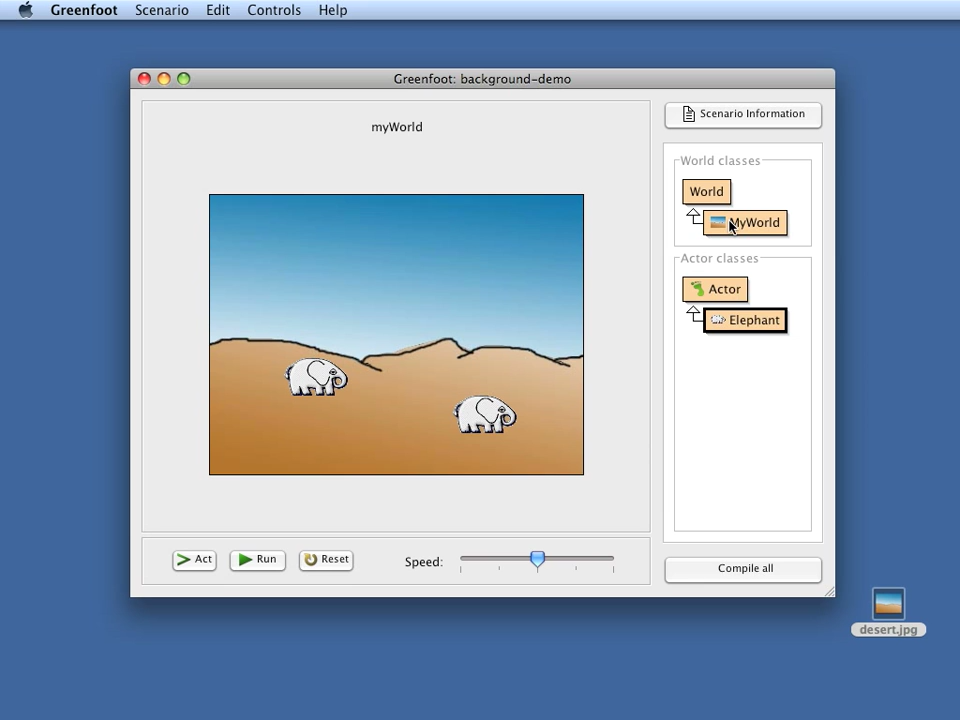 Greenfoot Scenario Edit Controls Help
Greenfoot: background-demo
myWorld
Scenario Information
World classes
World
MyWorld
Actor classes
Actor
Elephant
Act Run Reset Speed:
Compile all
desert.jpg